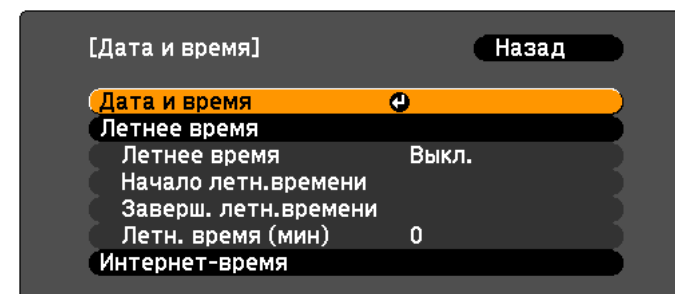 [Дата и время] Назад
Дата и время
Летнее время
Летнее время Выкл.
Начало летн.времени
Заверш. летн.времени
Летн. время (мин) 0
Интернет-время